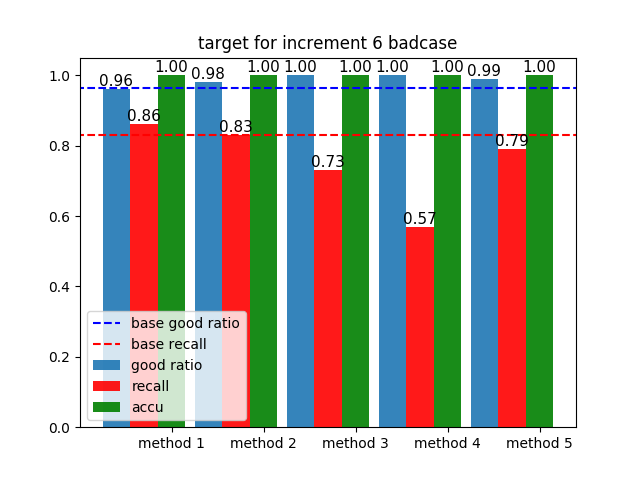 target for increment 6 badcase
1.0
0.8
0.6
0.4
0.2
0.0
0.96
0.86
1.00
0.98
0.83
1.00
1.00
0.73
1.00
1.00
0.57
1.00
0.99
0.79
1.00
base good ratio
base recall
good ratio
recall
accu
method 1
method 2
method 3
method 4
method 5